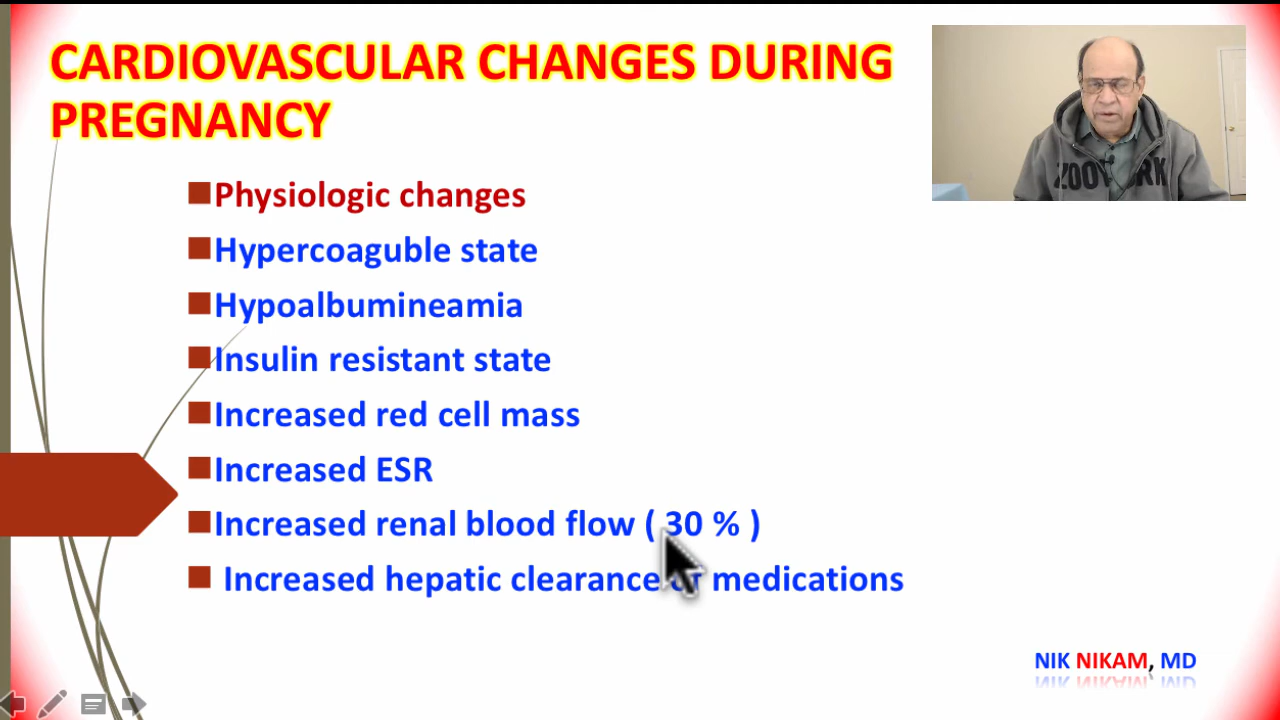 CARDIOVASCULAR CHANGES DURING
PREGNANCY
Physiologic changes
Hypercoaguble state
Hypoalbumineamia
Insulin resistant state
Increased red cell mass
Increased ESR
Increased renal blood flow ( 30 % )
Increased hepatic clearance of medications
NIK NIKAM, MD